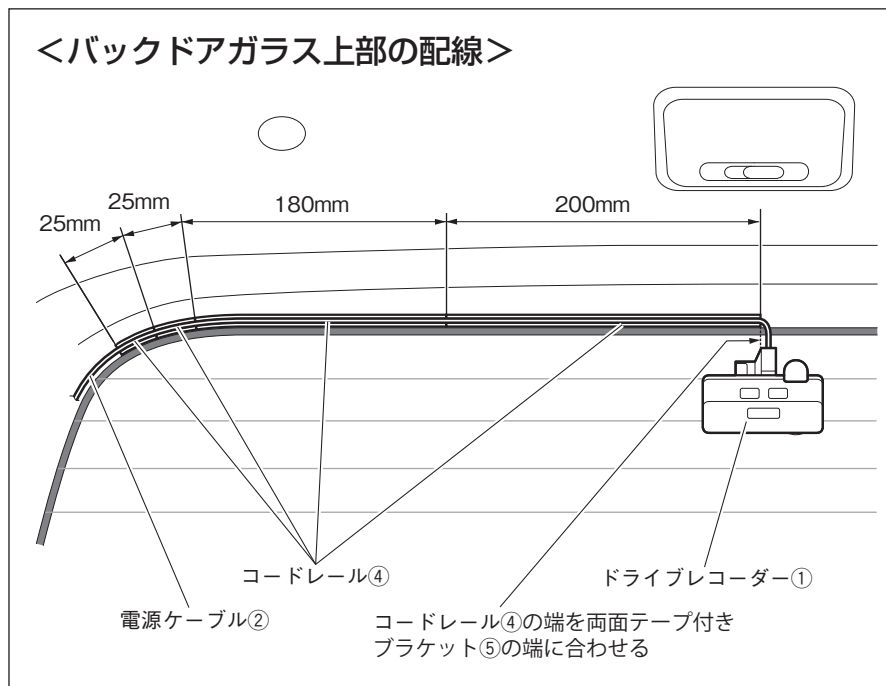 ＜バックドアガラス上部の配線＞
25mm
25mm
180mm
200mm
コードレール④
ドライブレコーダー①
電源ケーブル②
コードレール④の端を両面テープ付き
ブラケット⑤の端に合わせる